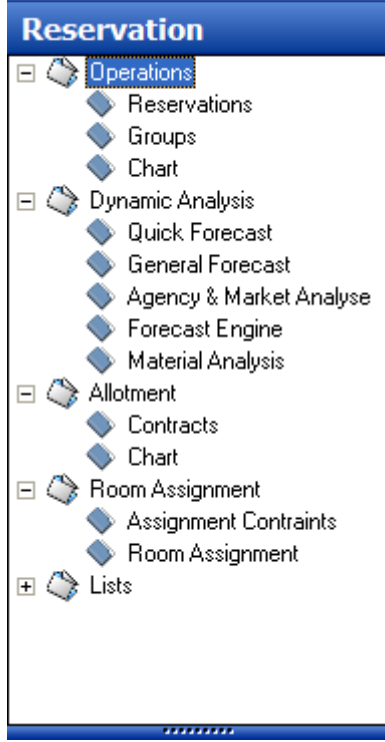 Reservation
Operations
Reservations
Groups
Chart
Dynamic Analysis
Quick Forecast
General Forecast
Agency & Market Analyse
Forecast Engine
Material Analysis
Allotment
Contracts
Chart
Room Assignment
Assignment Contraints
Room Assignment
Lists